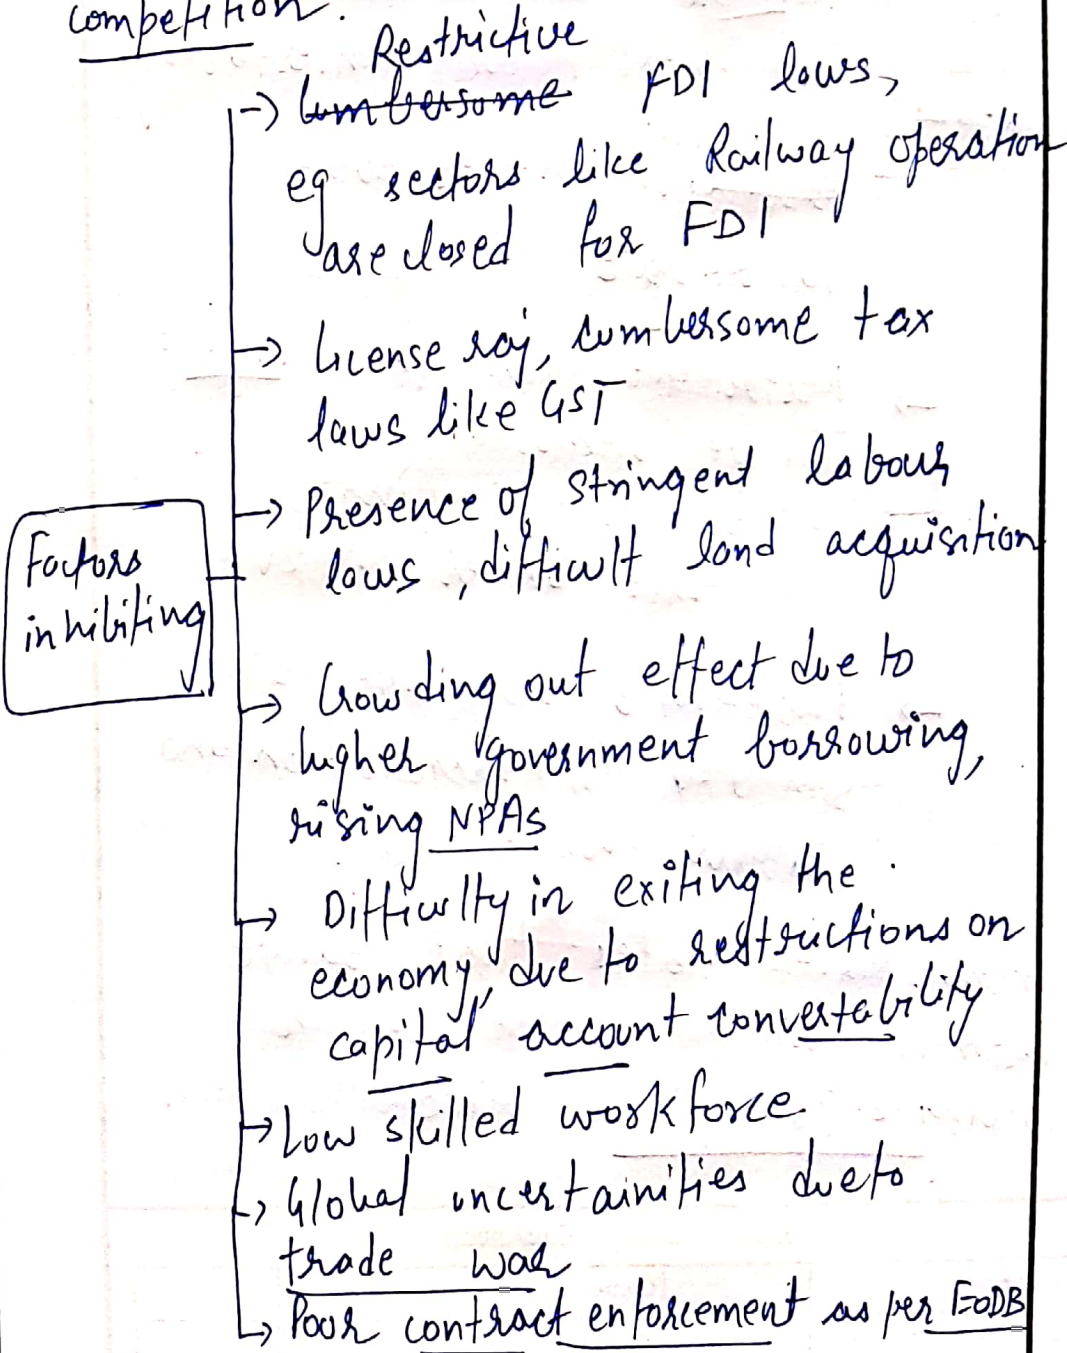 competition.
Restrictive
Cumbersome FDI laws,
eg sectors like Railway operation
are closed for FDI
→ license raj, cumbersome tax
laws like GST
→ Presence of stringent labour
laws, difficult land acquisition
Factors
inhibiting
→ Crowding out effect due to
higher government borrowing,
rising NPAs
→ Difficulty in exiting the
economy, due to restrictions on
capital account convertability
→ Low skilled workforce
→ Global uncertainities due to
trade war
→ Poor contract enforcement as per EoDB